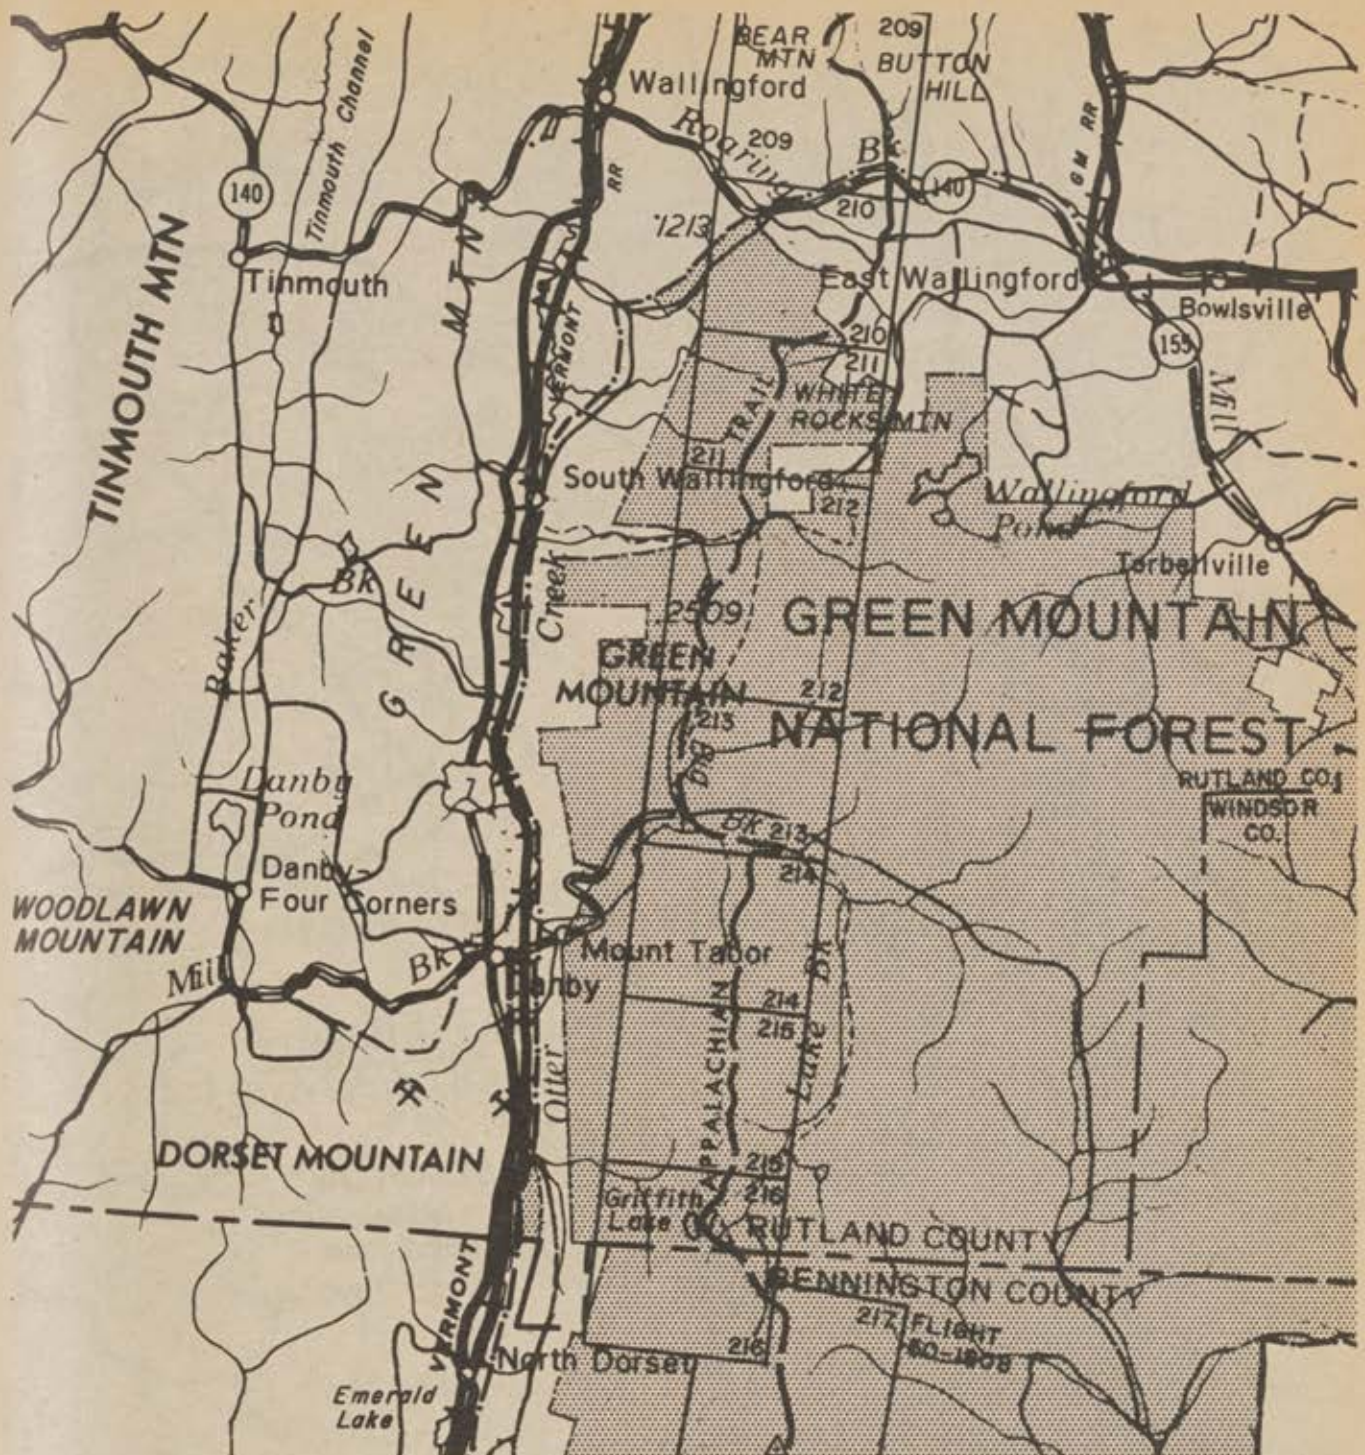 209
BEAR
MTN
BUTTON
HILL
Wallingford
Tinmouth Channel
Roaring
Bk
209
GM RR
RR
140
140
210
1213
TINMOUTH MTN
Tinmouth
East Wallingford
Bowlsville
MTN
VERMONT
210
211
155
Mill
TRAIL
WHITE
ROCKS MTN
211
South Wallingford
212
Wallingford
Pond
GREEN
Creek
Bk
Baker
2509
GREEN MOUNTAIN
GREEN
MOUNTAIN
212
213
NATIONAL FOREST
7
Danby
Pond
Big
RUTLAND CO.
WINDSOR
CO.
Bk
213
214
Danby-
Four Corners
WOODLAWN
MOUNTAIN
Mill
Bk
Mount Tabor
Danby
Bk
214
215
Lake
Otter
APPALACHIAN
DORSET MOUNTAIN
215
216
Griffith
Lake
RUTLAND COUNTY
BENNINGTON COUNTY
VERMONT
217
FLIGHT
216
North Dorset
Emerald
Lake